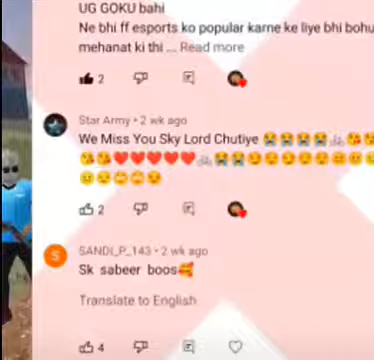 UG GOKU bahi
Ne bhi ff esports ko popular karne ke liye bhi bohu
mehanat ki thi ... Read more
2
Star Army • 2 wk ago
We Miss You Sky Lord Chutiye 😭😭😭😭🚲😘😘
😘😘❤️❤️❤️❤️❤️🚲😭😭😔😔😔😔😔😐😐😐
😐😔🙄🙄😔
2
S
SANDI_P_143 • 2 wk ago
Sk sabeer boos🥰
Translate to English
4